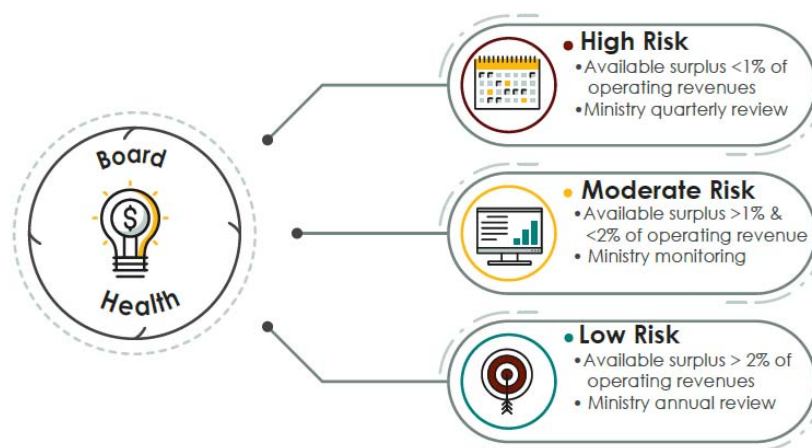 Board
$
Health
• High Risk
•Available surplus <1% of
operating revenues
•Ministry quarterly review
• Moderate Risk
•Available surplus >1% &
<2% of operating revenue
• Ministry monitoring
• Low Risk
•Available surplus > 2% of
operating revenues
• Ministry annual review